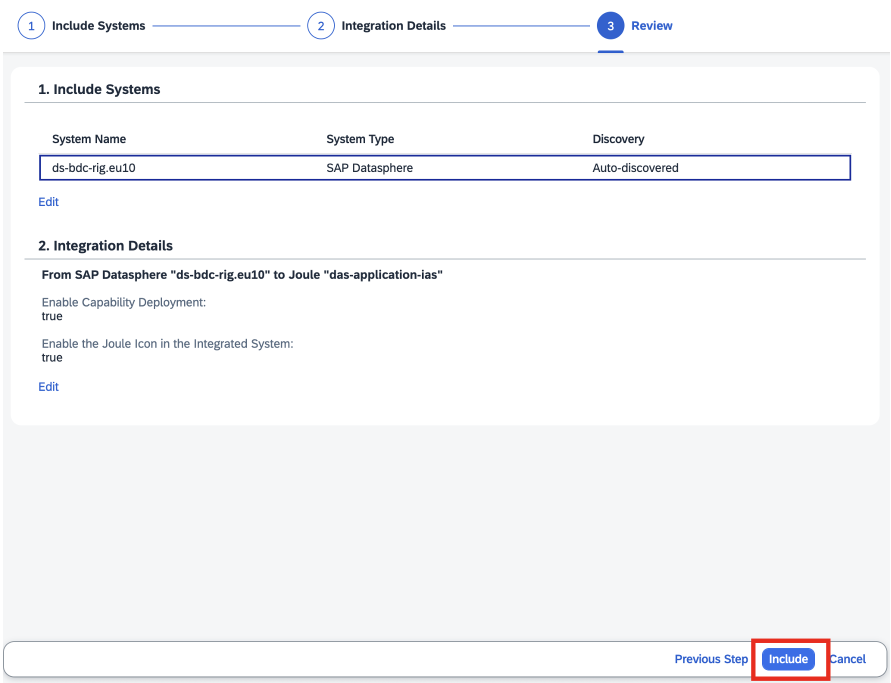 1 Include Systems 2 Integration Details 3 Review
1. Include Systems
System Name System Type Discovery
ds-bdc-rig.eu10 SAP Datasphere Auto-discovered
Edit
2. Integration Details
From SAP Datasphere "ds-bdc-rig.eu10" to Joule "das-application-ias"
Enable Capability Deployment:
true
Enable the Joule Icon in the Integrated System:
true
Edit
Previous Step Include Cancel